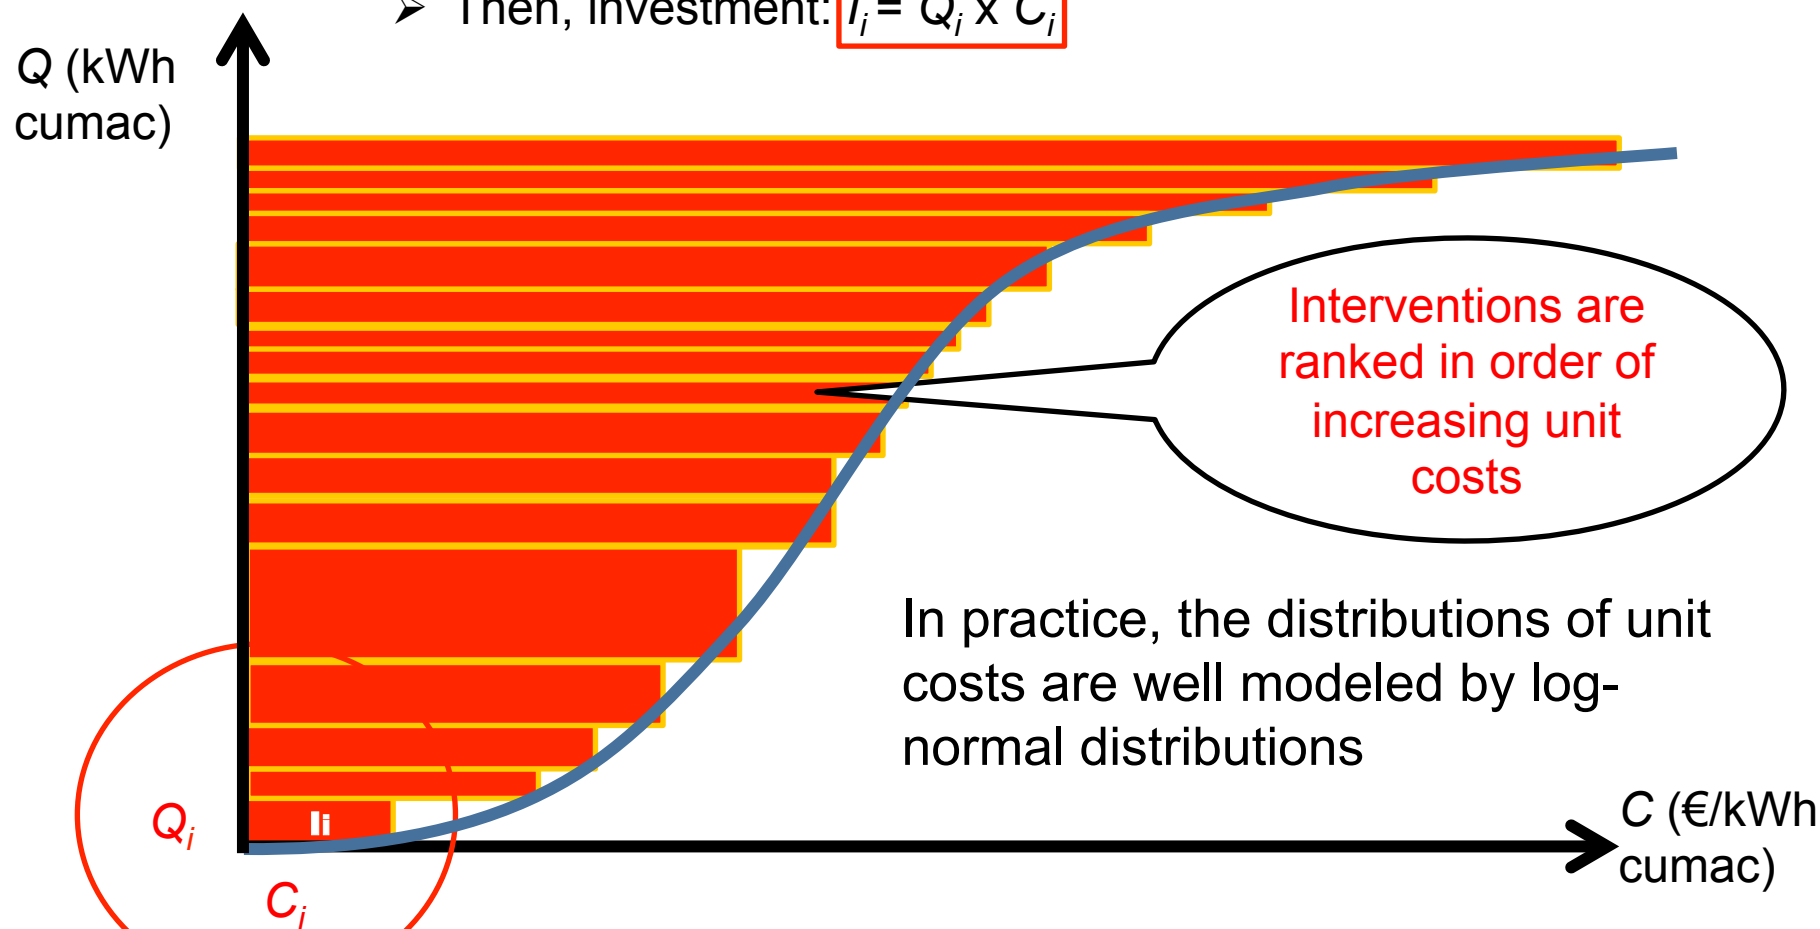 ➢ Then, investment: Iᵢ = Qᵢ x Cᵢ
Q (kWh
cumac)
Interventions are
ranked in order of
increasing unit
costs
In practice, the distributions of unit
costs are well modeled by log-
normal distributions
Qᵢ
Ii
C (€/kWh
cumac)
Cᵢ